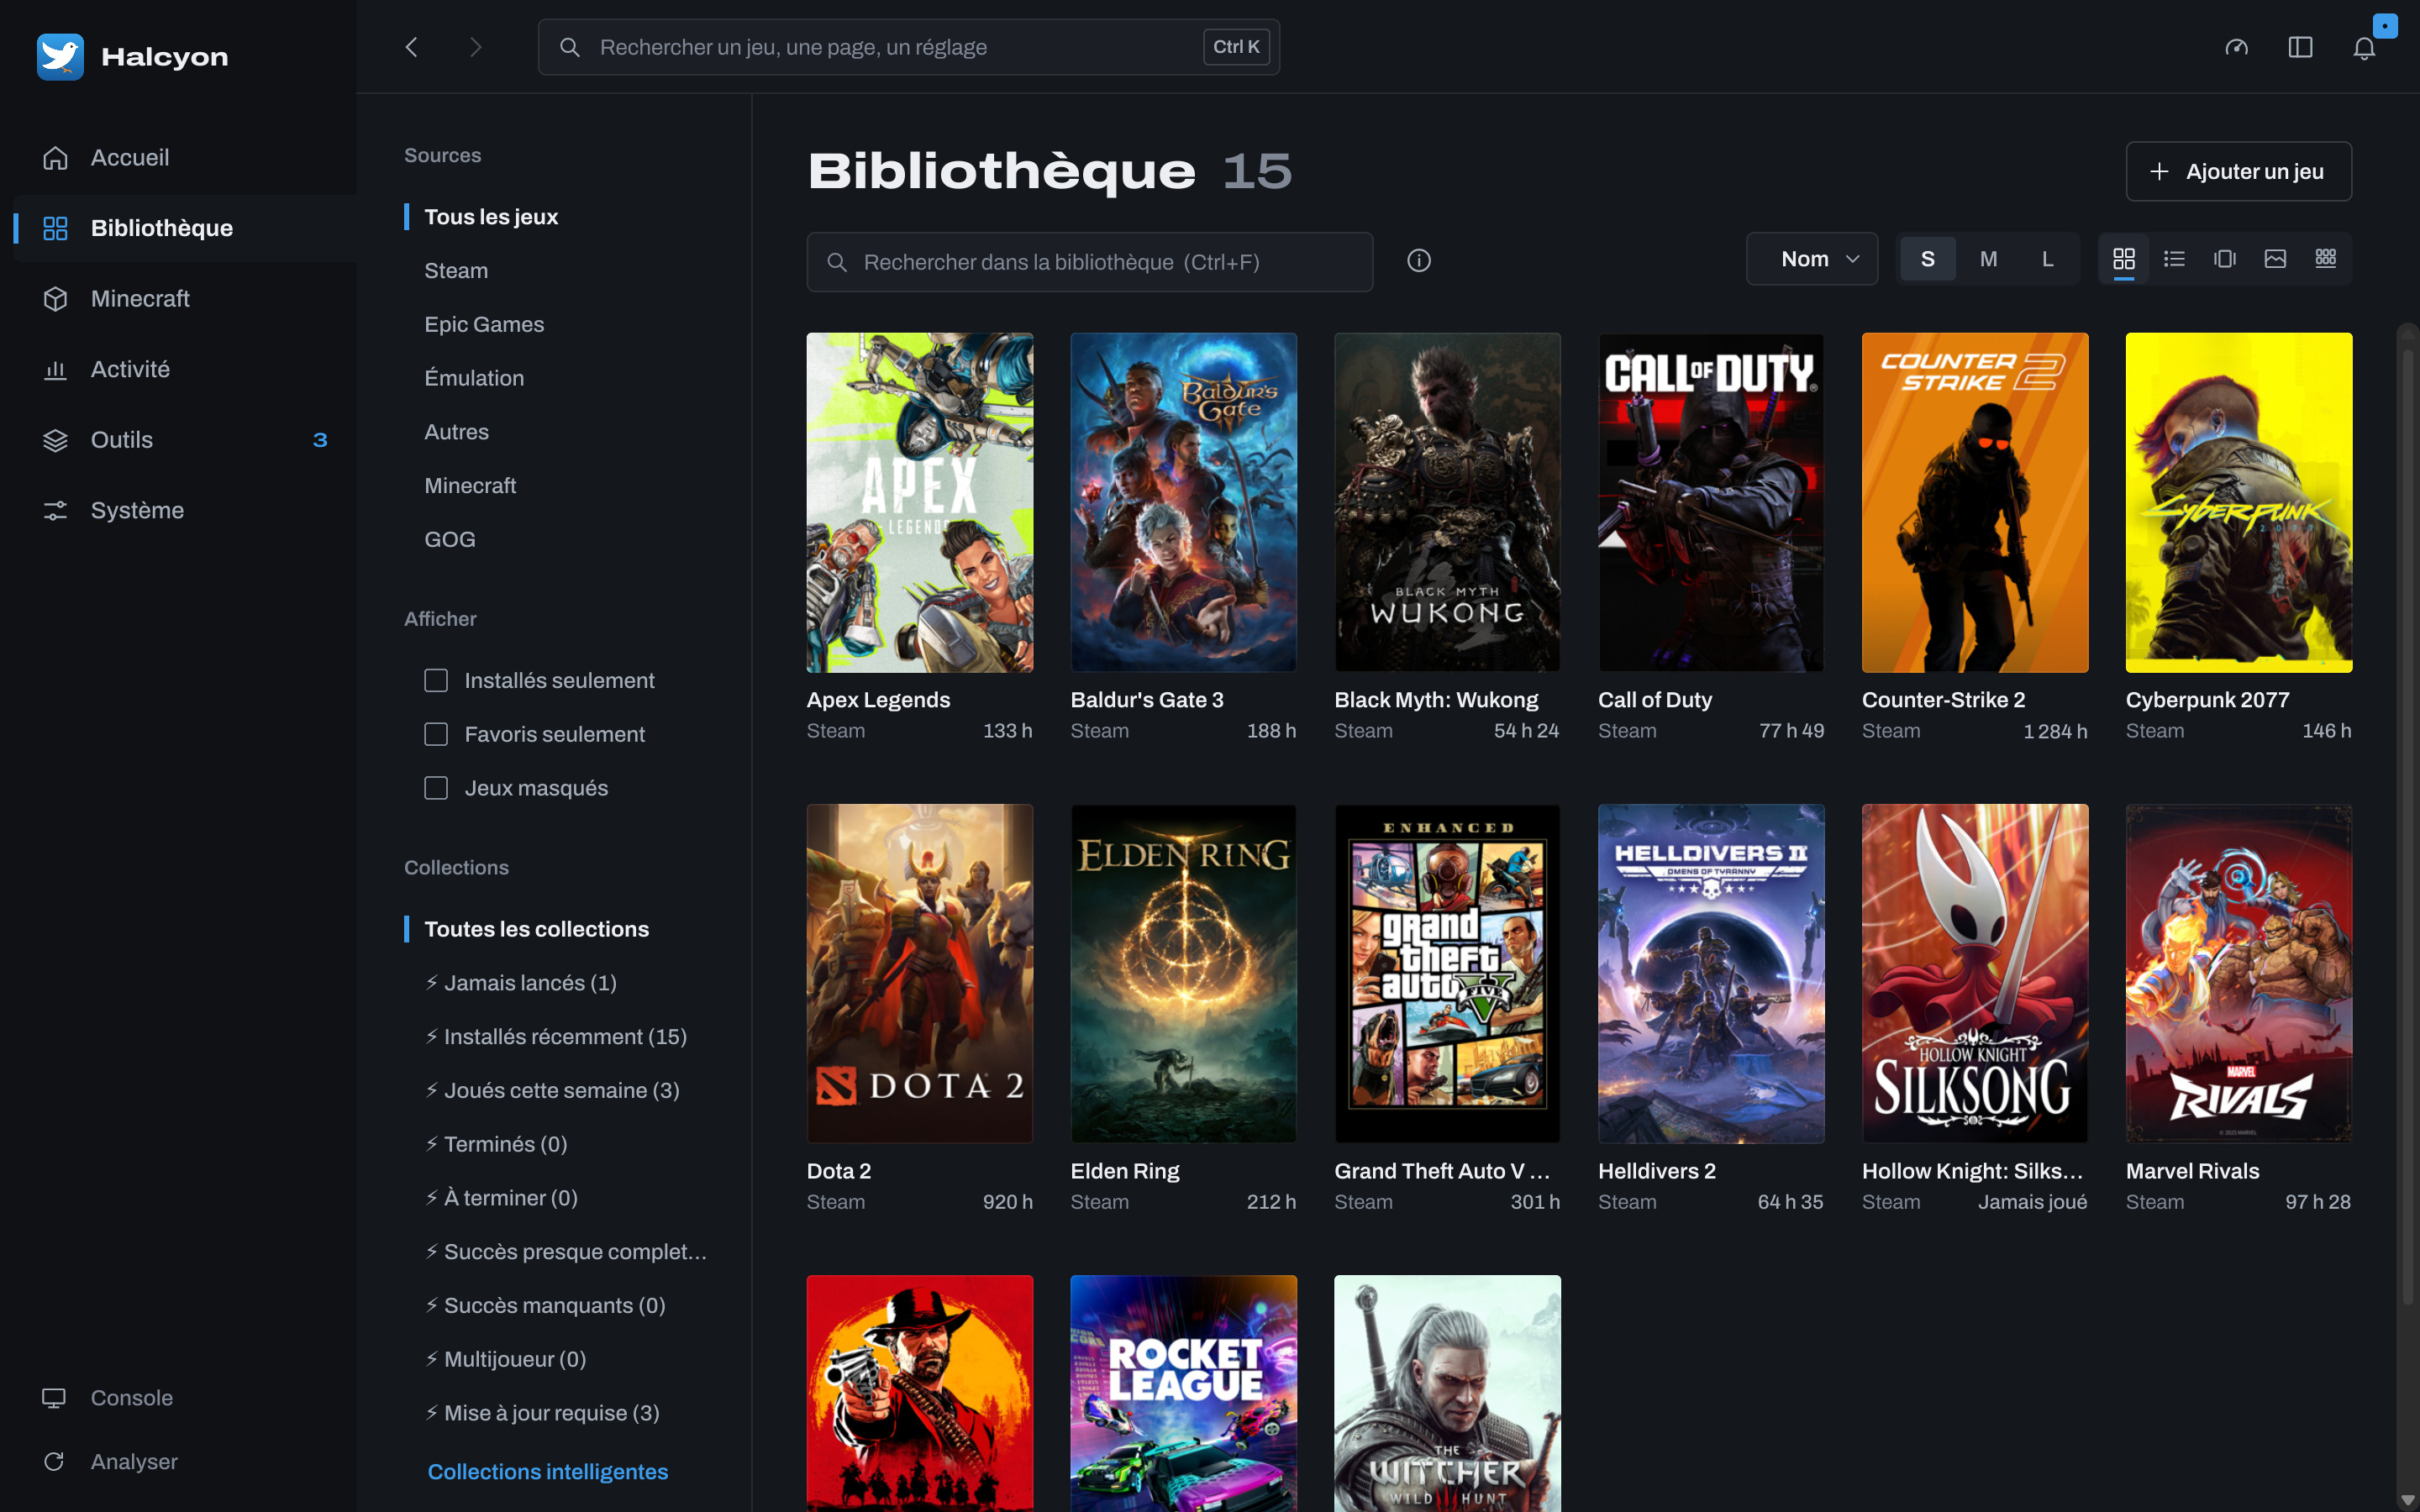 Halcyon
Rechercher un jeu, une page, un réglage
Ctrl K
Accueil
Bibliothèque
Minecraft
Activité
Outils
3
Système
Console
Analyser
Sources
Tous les jeux
Steam
Epic Games
Émulation
Autres
Minecraft
GOG
Afficher
Installés seulement
Favoris seulement
Jeux masqués
Collections
Toutes les collections
⚡ Jamais lancés (1)
⚡ Installés récemment (15)
⚡ Joués cette semaine (3)
⚡ Terminés (0)
⚡ À terminer (0)
⚡ Succès presque complet...
⚡ Succès manquants (0)
⚡ Multijoueur (0)
⚡ Mise à jour requise (3)
Collections intelligentes
Bibliothèque 15
Ajouter un jeu
Rechercher dans la bibliothèque (Ctrl+F)
Nom
S M L
APEX
LEGENDS
Apex Legends
Steam 133 h
BALDUR'S
GATE
Baldur's Gate 3
Steam 188 h
BLACK MYTH
WUKONG
Black Myth: Wukong
Steam 54 h 24
CALL OF DUTY®
Call of Duty
Steam 77 h 49
COUNTER
STRIKE 2
Counter-Strike 2
Steam 1 284 h
CYBERPUNK
2077
Cyberpunk 2077
Steam 146 h
DOTA 2
Dota 2
Steam 920 h
ELDEN RING
Elden Ring
Steam 212 h
ENHANCED
grand
theft
auto V
FIVE
Grand Theft Auto V ...
Steam 301 h
HELLDIVERS II
OMENS OF TYRANNY
Helldivers 2
Steam 64 h 35
HOLLOW KNIGHT
SILKSONG
Hollow Knight: Silks...
Steam Jamais joué
MARVEL
RIVALS
© 2025 MARVEL
Marvel Rivals
Steam 97 h 28
ROCKET
LEAGUE
THE
WITCHER
WILD HUNT